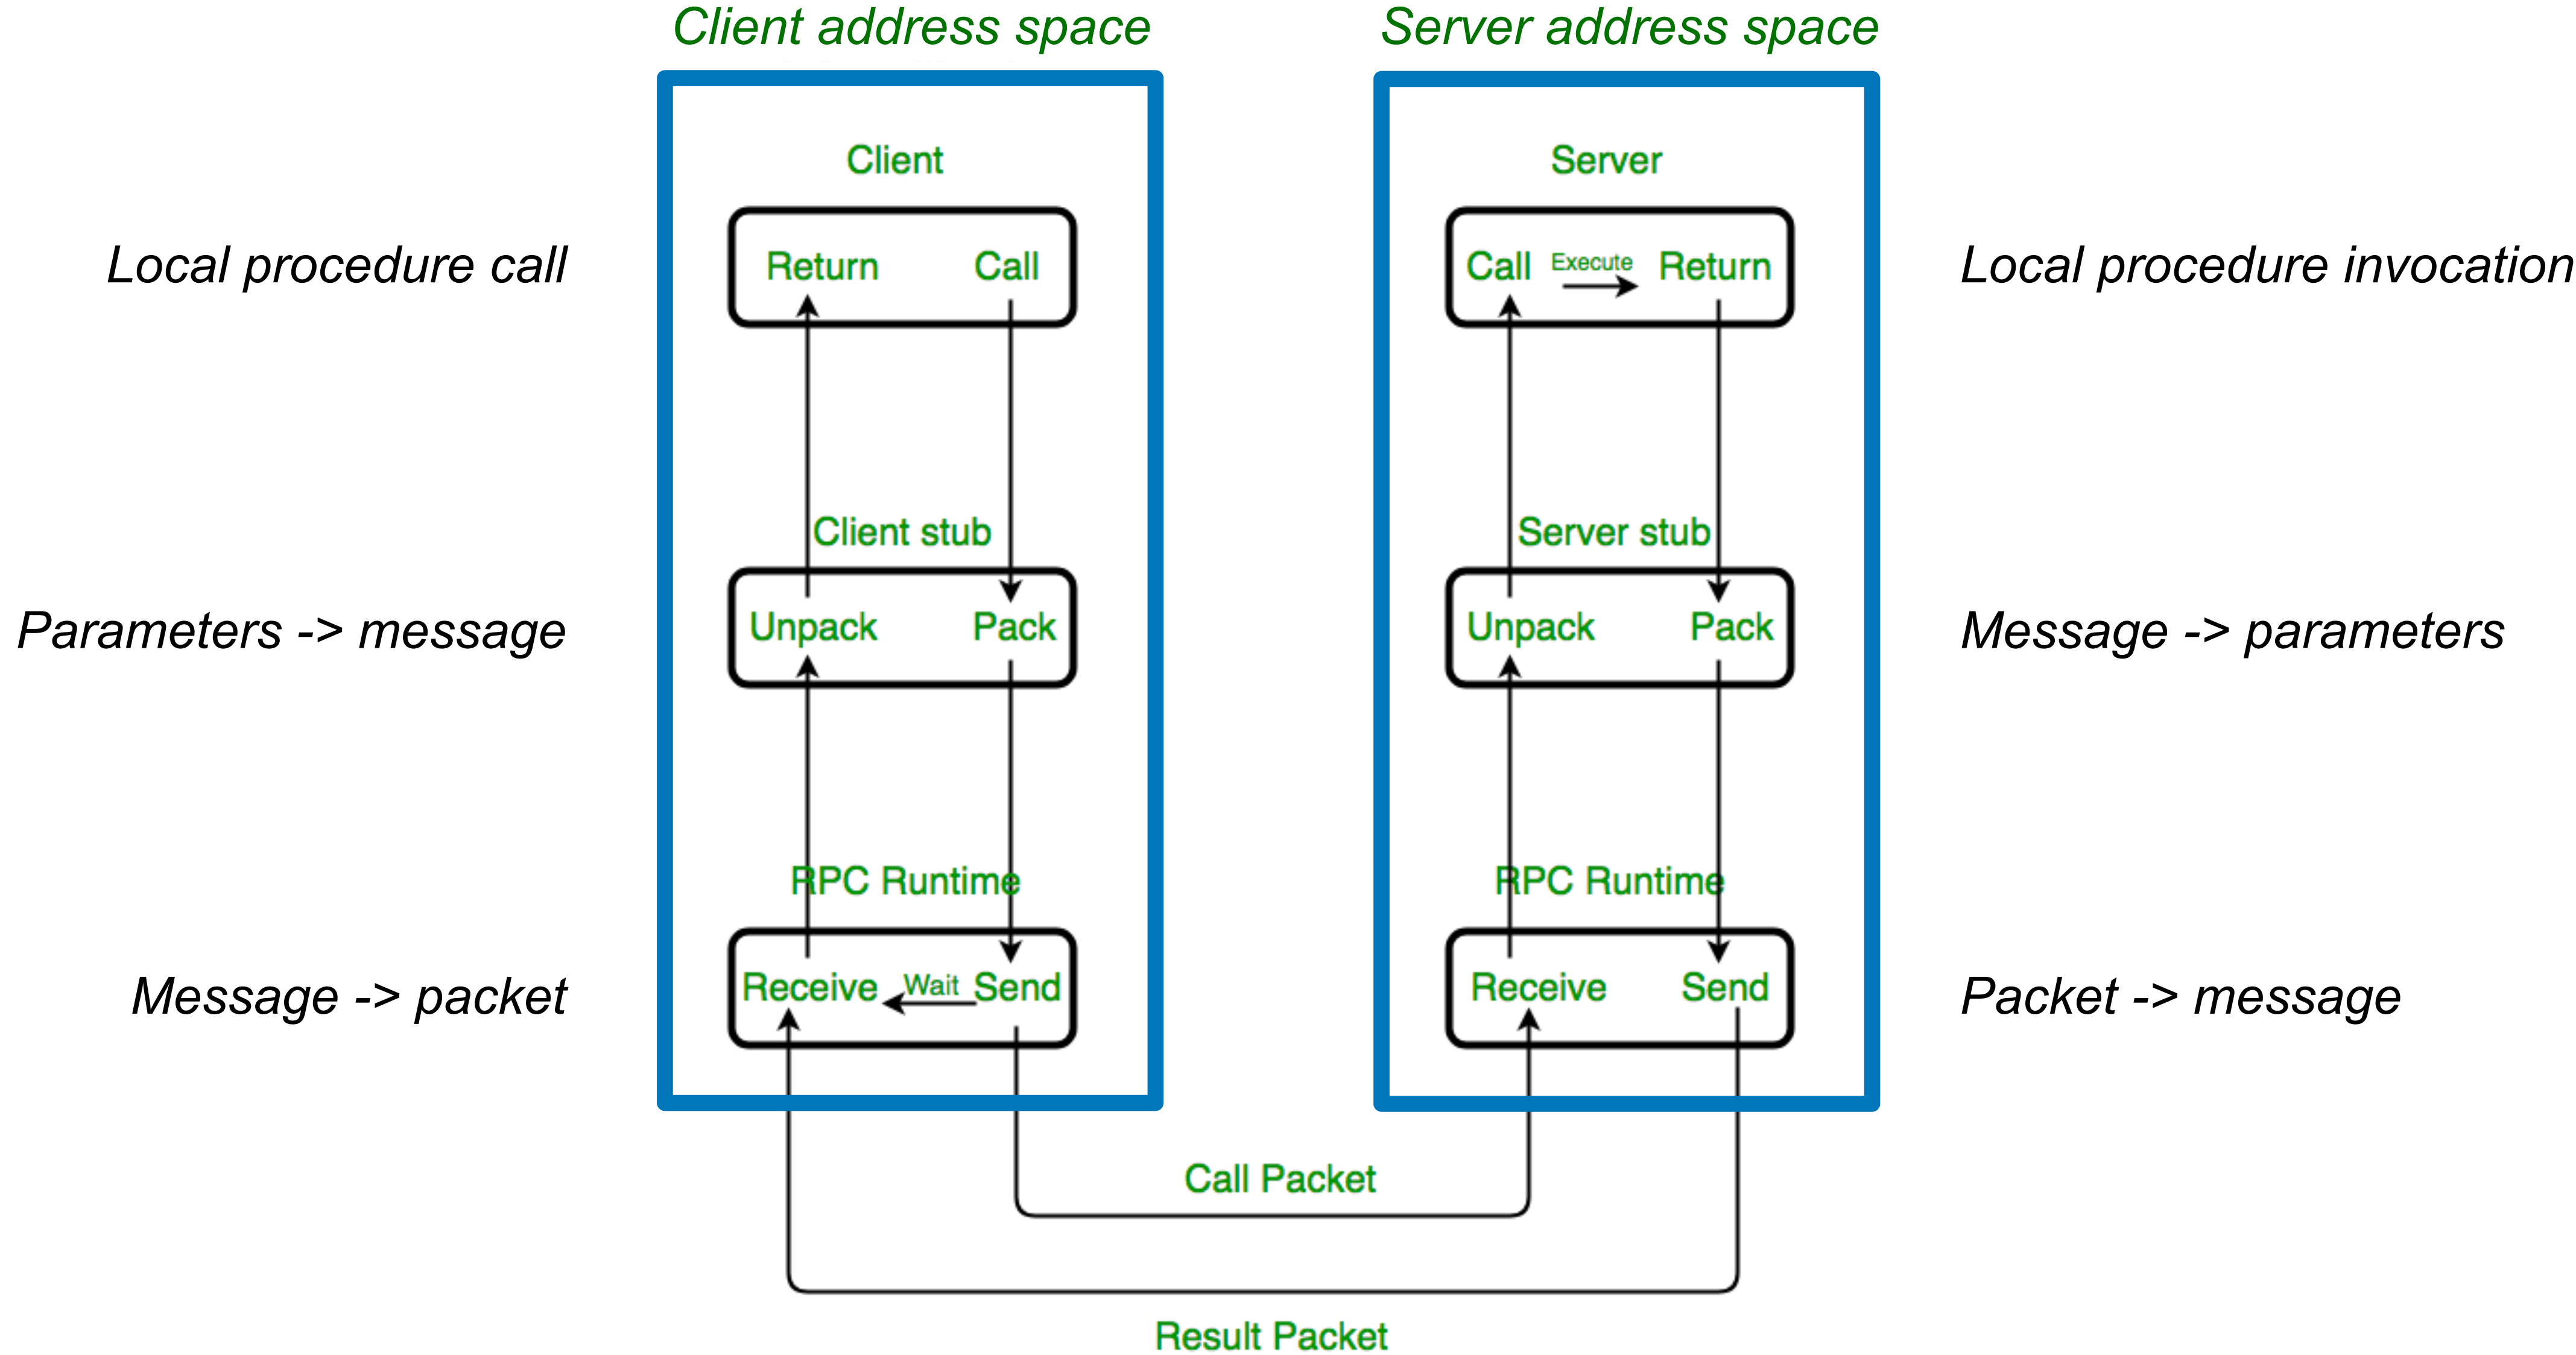 Client address space
Server address space
Client
Server
Local procedure call
Return
Call
Call
Execute
Return
Local procedure invocation
Client stub
Server stub
Parameters -> message
Unpack
Pack
Unpack
Pack
Message -> parameters
RPC Runtime
RPC Runtime
Message -> packet
Receive
Wait
Send
Receive
Send
Packet -> message
Call Packet
Result Packet